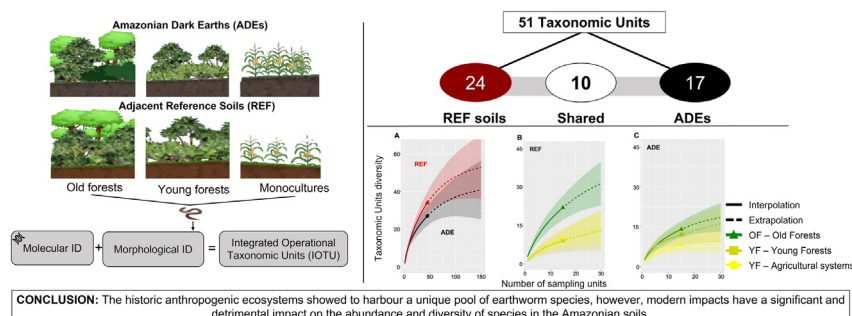 Amazonian Dark Earths (ADEs)
Adjacent Reference Soils (REF)
Old forests
Young forests
Monocultures
Molecular ID
+
Morphological ID
=
Integrated Operational
Taxonomic Units (IOTU)
51 Taxonomic Units
24
10
17
REF soils
Shared
ADEs
A
REF
ADE
60
40
20
0
0
50
100
150
Taxonomic Units diversity
B
REF
45
30
15
0
0
10
20
30
Number of sampling units
C
ADE
45
30
15
0
0
10
20
30
Interpolation
Extrapolation
OF – Old Forests
YF – Young Forests
YF – Agricultural systems
CONCLUSION: The historic anthropogenic ecosystems showed to harbour a unique pool of earthworm species, however, modern impacts have a significant and
detrimental impact on the abundance and diversity of species in the Amazonian soils